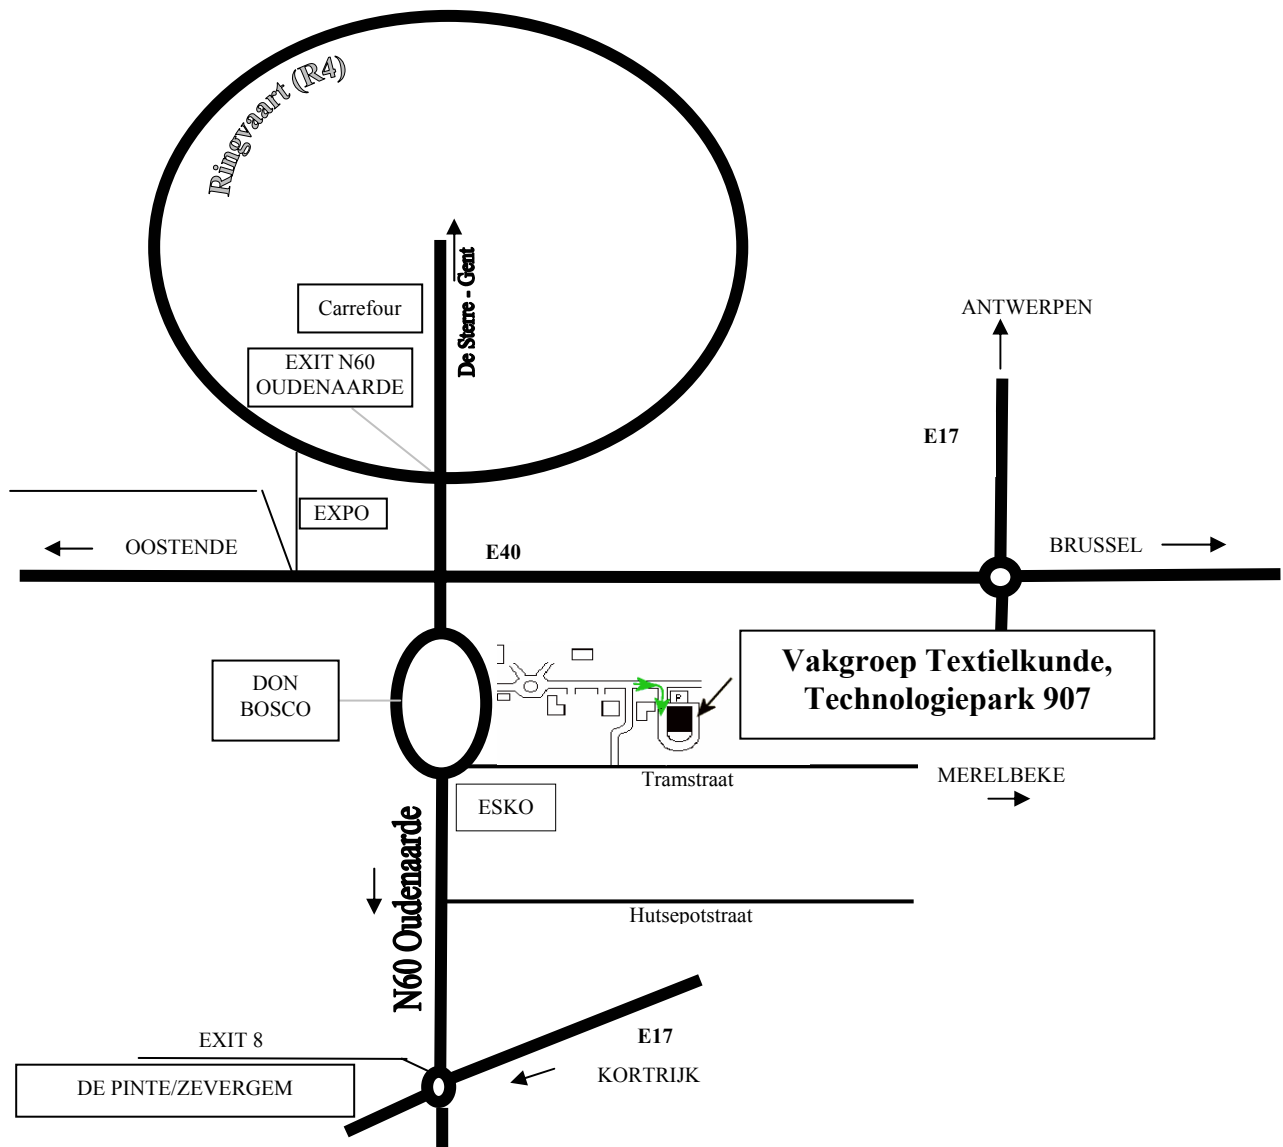 Ringvaart (R4)
De Sterre - Gent
Carrefour
ANTWERPEN
EXIT N60
OUDENAARDE
E17
EXPO
OOSTENDE
E40
BRUSSEL
DON
BOSCO
P
Vakgroep Textielkunde,
Technologiepark 907
Tramstraat
MERELBEKE
ESKO
N60 Oudenaarde
Hutsepotstraat
EXIT 8
E17
DE PINTE/ZEVERGEM
KORTRIJK